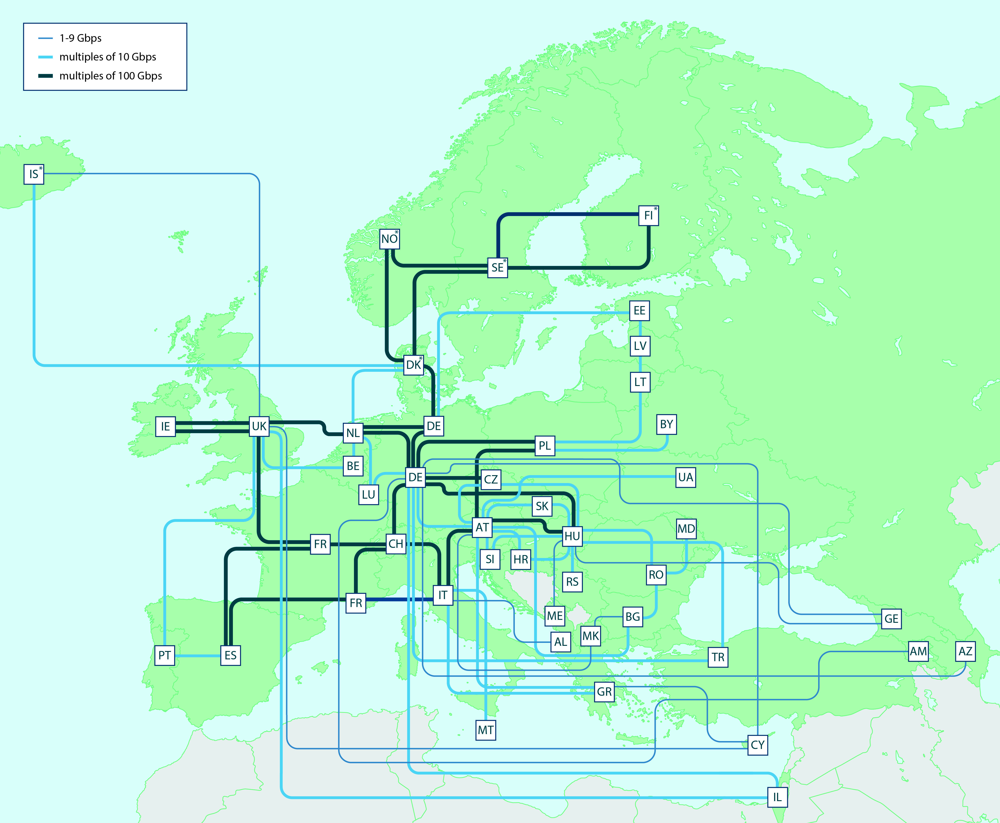 1-9 Gbps
multiples of 10 Gbps
multiples of 100 Gbps
IS*
FI*
NO*
SE*
EE
LV
DK*
LT
IE
UK
NL
DE
BY
PL
BE
DE
CZ
UA
LU
SK
AT
MD
HU
FR
CH
SI
HR
RO
RS
IT
FR
ME
BG
GE
MK
AL
PT
ES
TR
AM
AZ
GR
MT
CY
IL